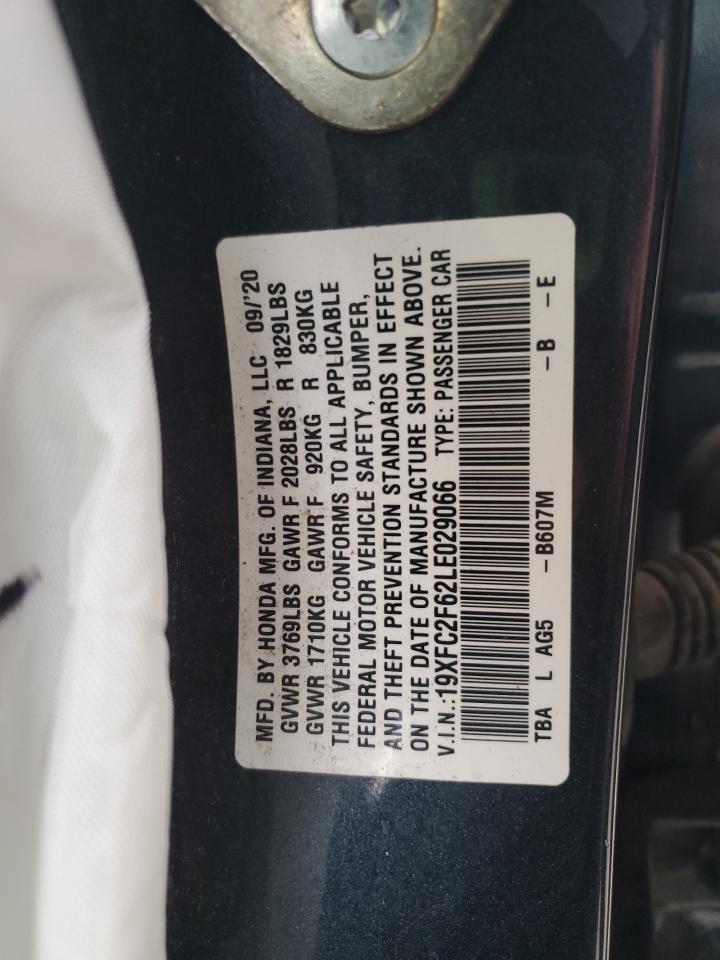 MFD. BY HONDA MFG. OF INDIANA, LLC 09/'20
GVWR 3769LBS GAWR F 2028LBS R 1829LBS
GVWR 1710KG GAWR F 920KG R 830KG
THIS VEHICLE CONFORMS TO ALL APPLICABLE
FEDERAL MOTOR VEHICLE SAFETY, BUMPER,
AND THEFT PREVENTION STANDARDS IN EFFECT
ON THE DATE OF MANUFACTURE SHOWN ABOVE.
V.I.N.:19XFC2F62LE029066 TYPE: PASSENGER CAR
TBA L AG5 –B607M –B –E